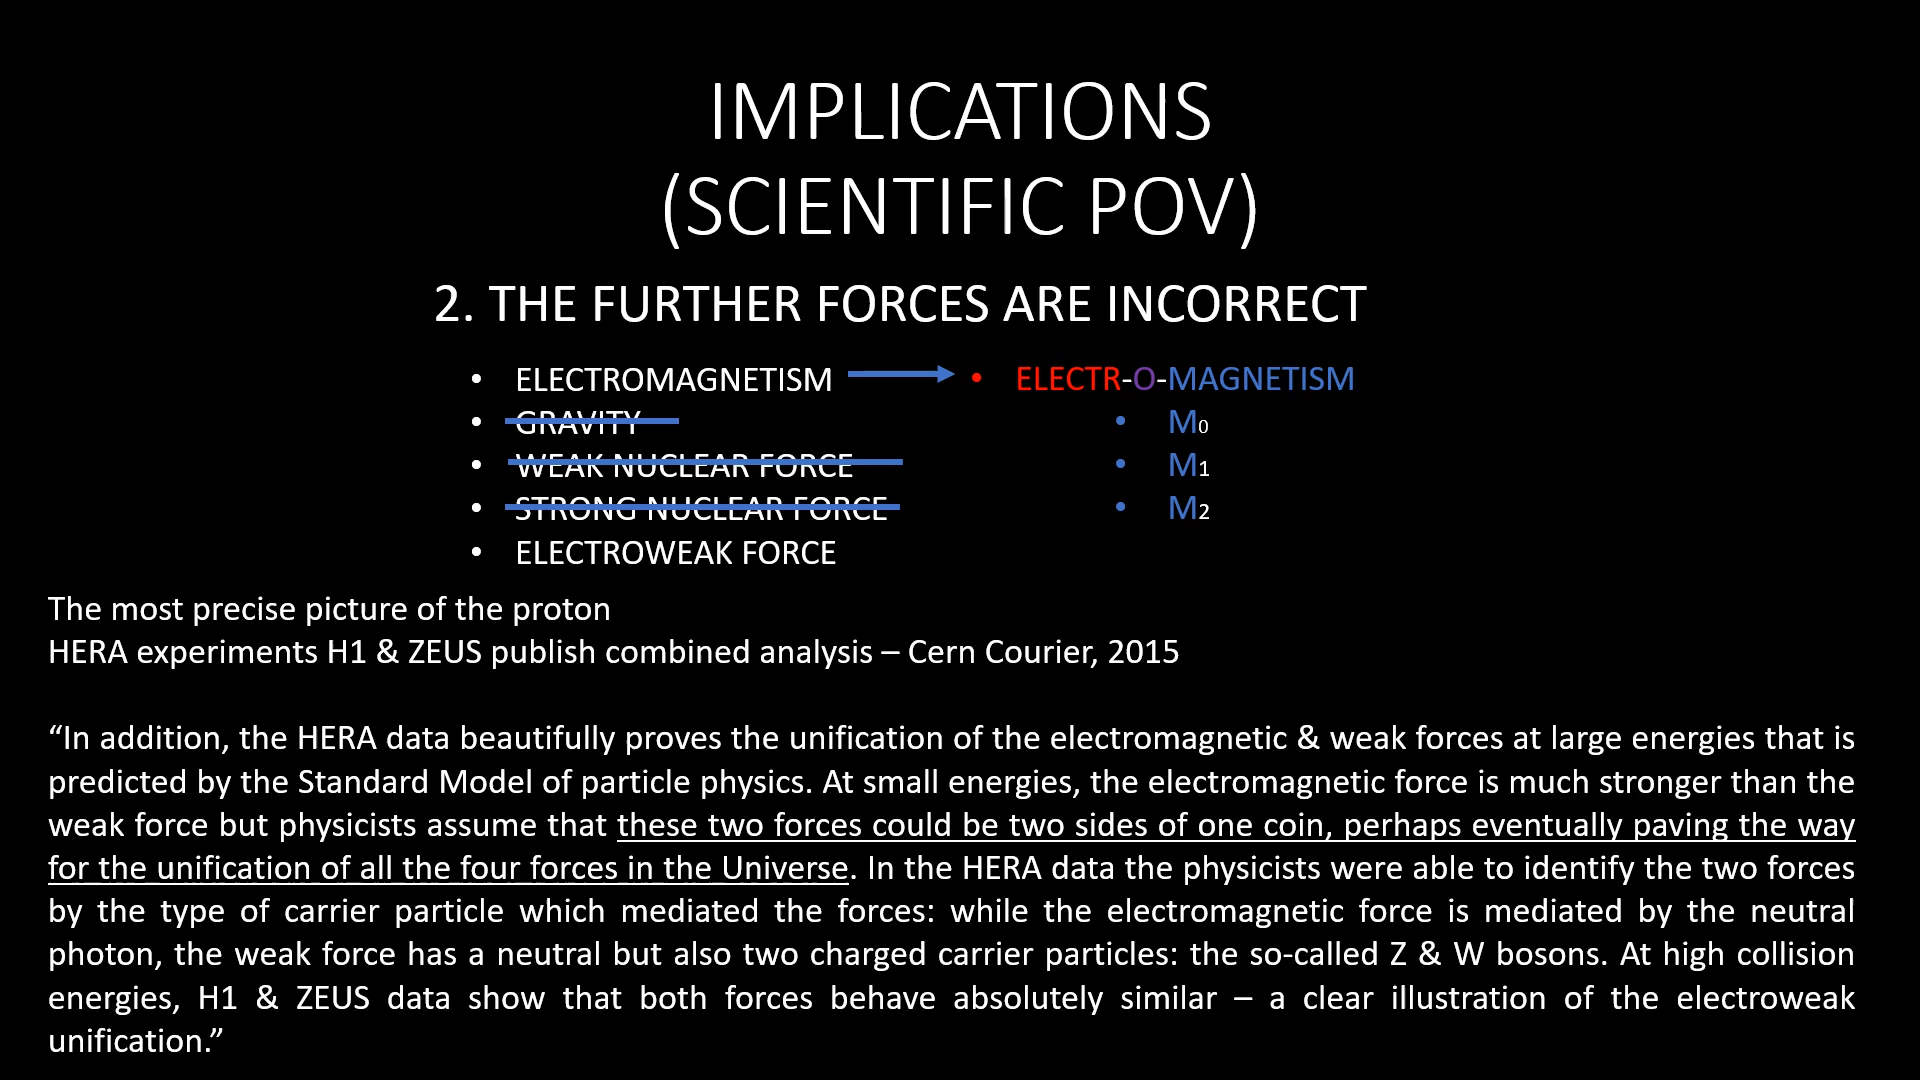 IMPLICATIONS
(SCIENTIFIC POV)
2. THE FURTHER FORCES ARE INCORRECT
• ELECTROMAGNETISM
• GRAVITY
• WEAK NUCLEAR FORCE
• STRONG NUCLEAR FORCE
• ELECTROWEAK FORCE
• ELECTR-O-MAGNETISM
• M0
• M1
• M2
The most precise picture of the proton
HERA experiments H1 & ZEUS publish combined analysis – Cern Courier, 2015
“In addition, the HERA data beautifully proves the unification of the electromagnetic & weak forces at large energies that is
predicted by the Standard Model of particle physics. At small energies, the electromagnetic force is much stronger than the
weak force but physicists assume that these two forces could be two sides of one coin, perhaps eventually paving the way
for the unification of all the four forces in the Universe. In the HERA data the physicists were able to identify the two forces
by the type of carrier particle which mediated the forces: while the electromagnetic force is mediated by the neutral
photon, the weak force has a neutral but also two charged carrier particles: the so-called Z & W bosons. At high collision
energies, H1 & ZEUS data show that both forces behave absolutely similar – a clear illustration of the electroweak
unification.”